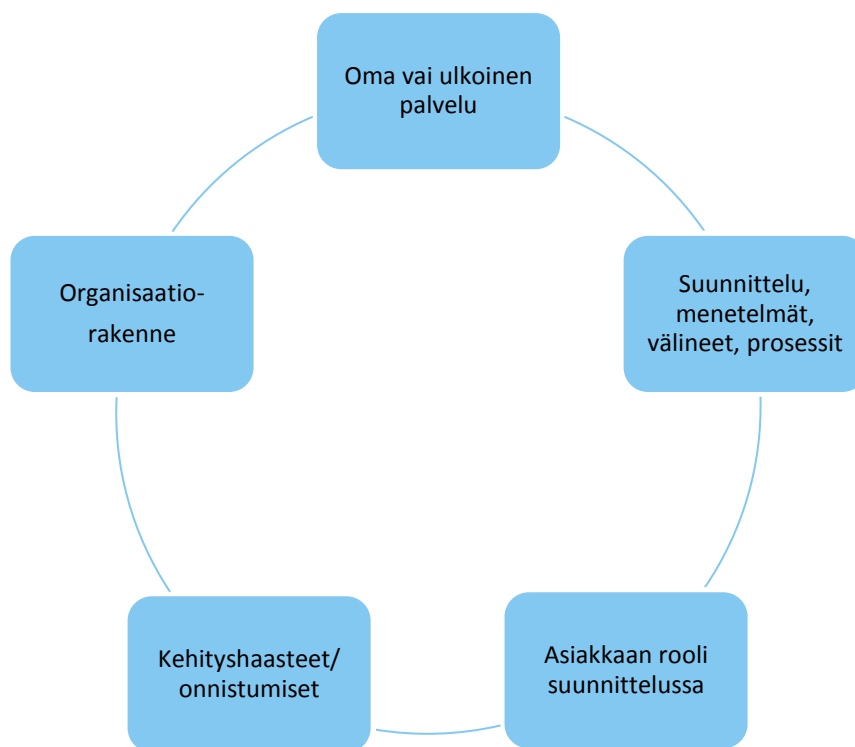 Oma vai ulkoinen
palvelu
Suunnittelu,
menetelmät,
välineet, prosessit
Asiakkaan rooli
suunnittelussa
Kehityshaasteet/
onnistumiset
Organisaatio-
rakenne